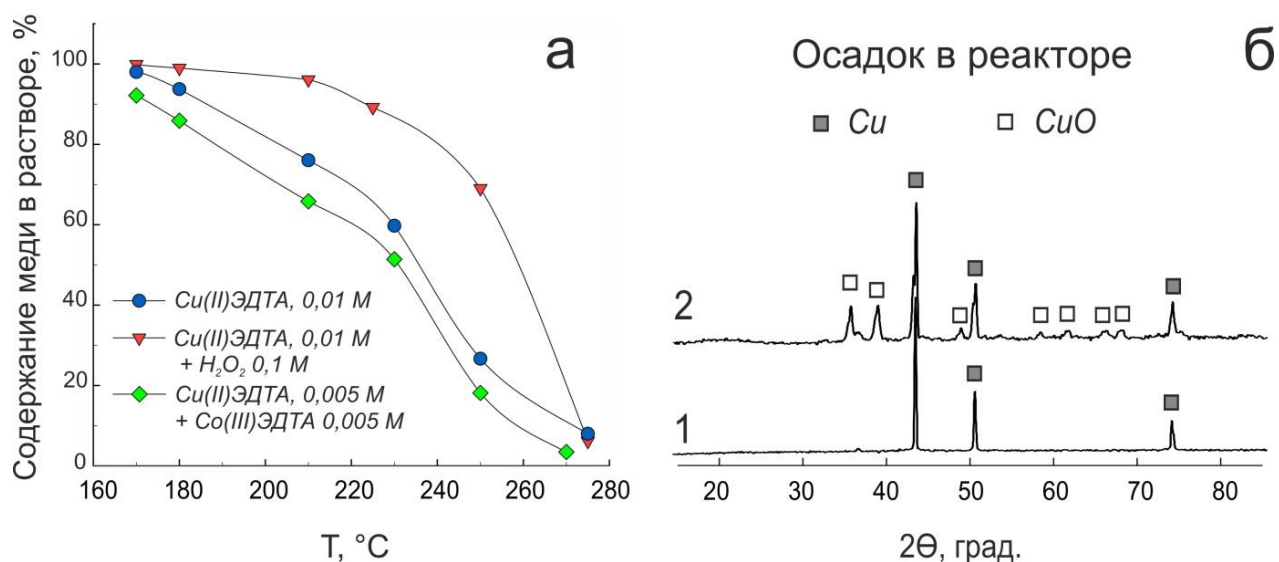 Содержание меди в растворе, %
100
80
60
40
20
0
160 180 200 220 240 260 280
T, °C
а
Cu(II)ЭДТА, 0,01 М
Cu(II)ЭДТА, 0,01 М
+ H₂O₂ 0,1 М
Cu(II)ЭДТА, 0,005 М
+ Co(III)ЭДТА 0,005 М
Осадок в реакторе
б
Cu CuO
2
1
20 30 40 50 60 70 80
2Ɵ, град.